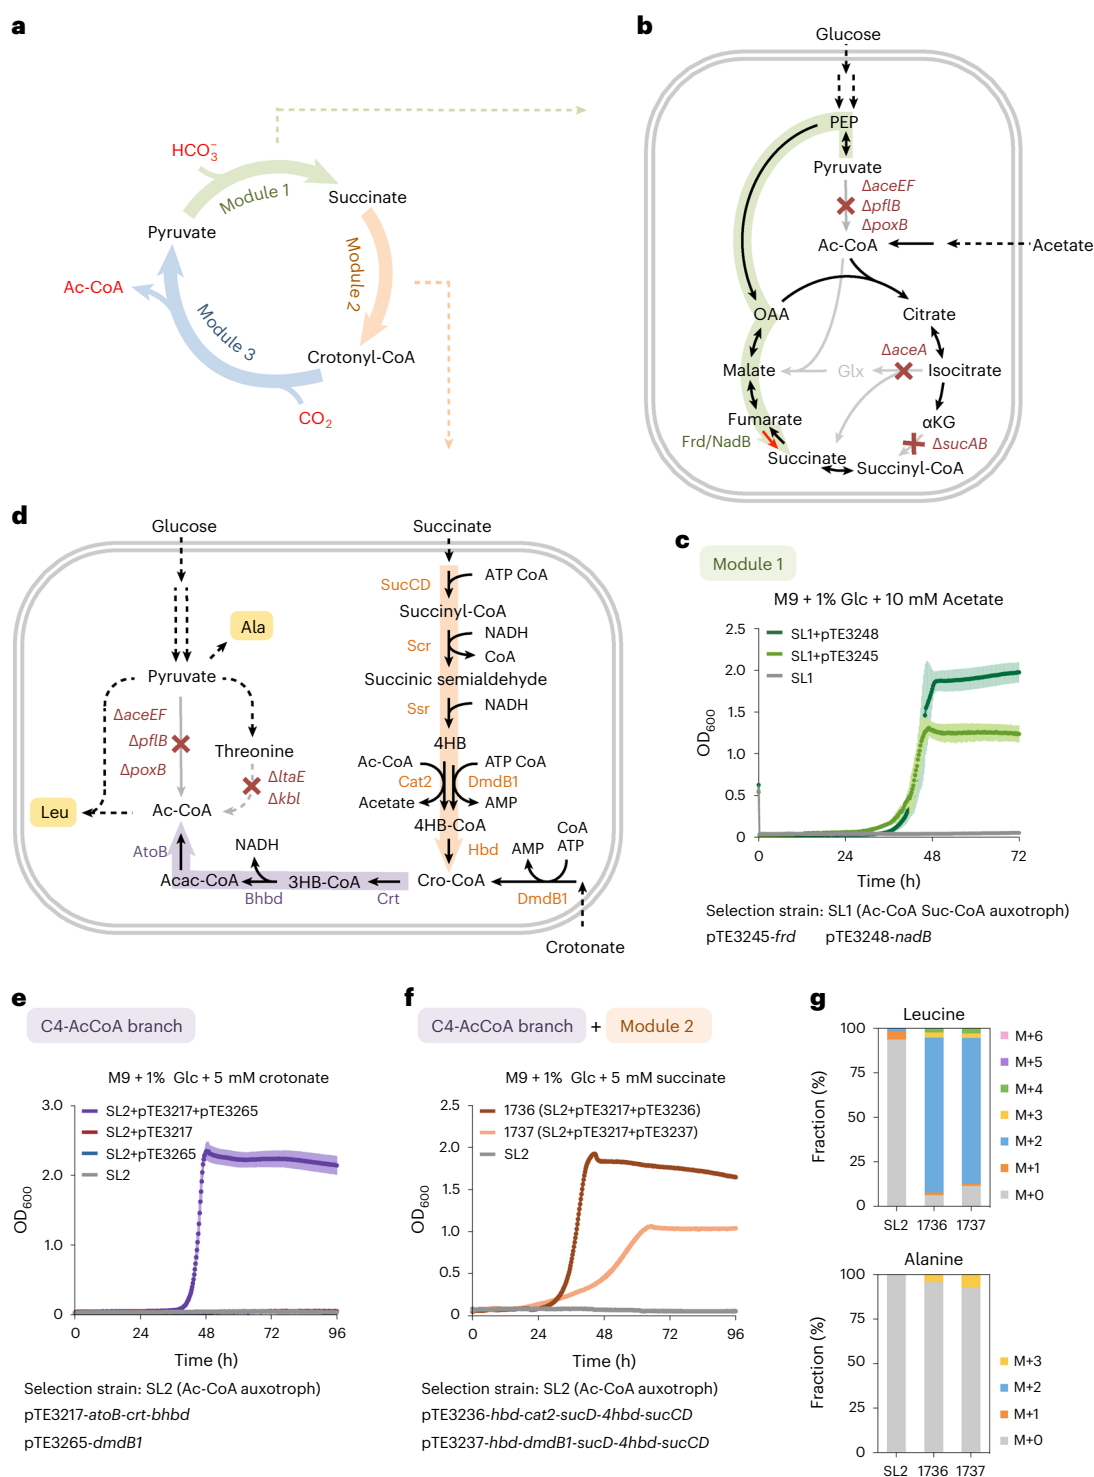 a
HCO3−
Module 1
Succinate
Pyruvate
Module 2
Ac-CoA
Module 3
Crotonyl-CoA
CO2
b
Glucose
PEP
Pyruvate
ΔaceEF
ΔpflB
ΔpoxB
Ac-CoA
Acetate
OAA
Citrate
ΔaceA
Malate
Glx
Isocitrate
Fumarate
αKG
Frd/NadB
ΔsucAB
Succinate
Succinyl-CoA
d
Glucose
Succinate
SucCD
ATP CoA
Succinyl-CoA
Ala
Scr
NADH
CoA
Pyruvate
Succinic semialdehyde
Ssr
NADH
ΔaceEF
ΔpflB
ΔpoxB
Threonine
ΔltaE
Δkbl
4HB
Ac-CoA
ATP CoA
Cat2
DmdB1
Acetate
AMP
Leu
Ac-CoA
4HB-CoA
CoA
ATP
AtoB
NADH
Hbd
AMP
Acac-CoA
3HB-CoA
Cro-CoA
Bhbd
Crt
DmdB1
Crotonate
c
Module 1
M9 + 1% Glc + 10 mM Acetate
2.5
2.0
1.5
1.0
0.5
0
OD600
SL1+pTE3248
SL1+pTE3245
SL1
0 24 48 72
Time (h)
Selection strain: SL1 (Ac-CoA Suc-CoA auxotroph)
pTE3245-frd pTE3248-nadB
e
C4-AcCoA branch
M9 + 1% Glc + 5 mM crotonate
3.0
2.0
1.0
0
OD600
SL2+pTE3217+pTE3265
SL2+pTE3217
SL2+pTE3265
SL2
0 24 48 72 96
Time (h)
Selection strain: SL2 (Ac-CoA auxotroph)
pTE3217-atoB-crt-bhbd
pTE3265-dmdB1
f
C4-AcCoA branch + Module 2
M9 + 1% Glc + 5 mM succinate
2.5
2.0
1.5
1.0
0.5
0
OD600
1736 (SL2+pTE3217+pTE3236)
1737 (SL2+pTE3217+pTE3237)
SL2
0 24 48 72 96
Time (h)
Selection strain: SL2 (Ac-CoA auxotroph)
pTE3236-hbd-cat2-sucD-4hbd-sucCD
pTE3237-hbd-dmdB1-sucD-4hbd-sucCD
g
Leucine
100
75
50
25
0
Fraction (%)
M+6
M+5
M+4
M+3
M+2
M+1
M+0
SL2 1736 1737
Alanine
100
75
50
25
0
Fraction (%)
M+3
M+2
M+1
M+0
SL2 1736 1737